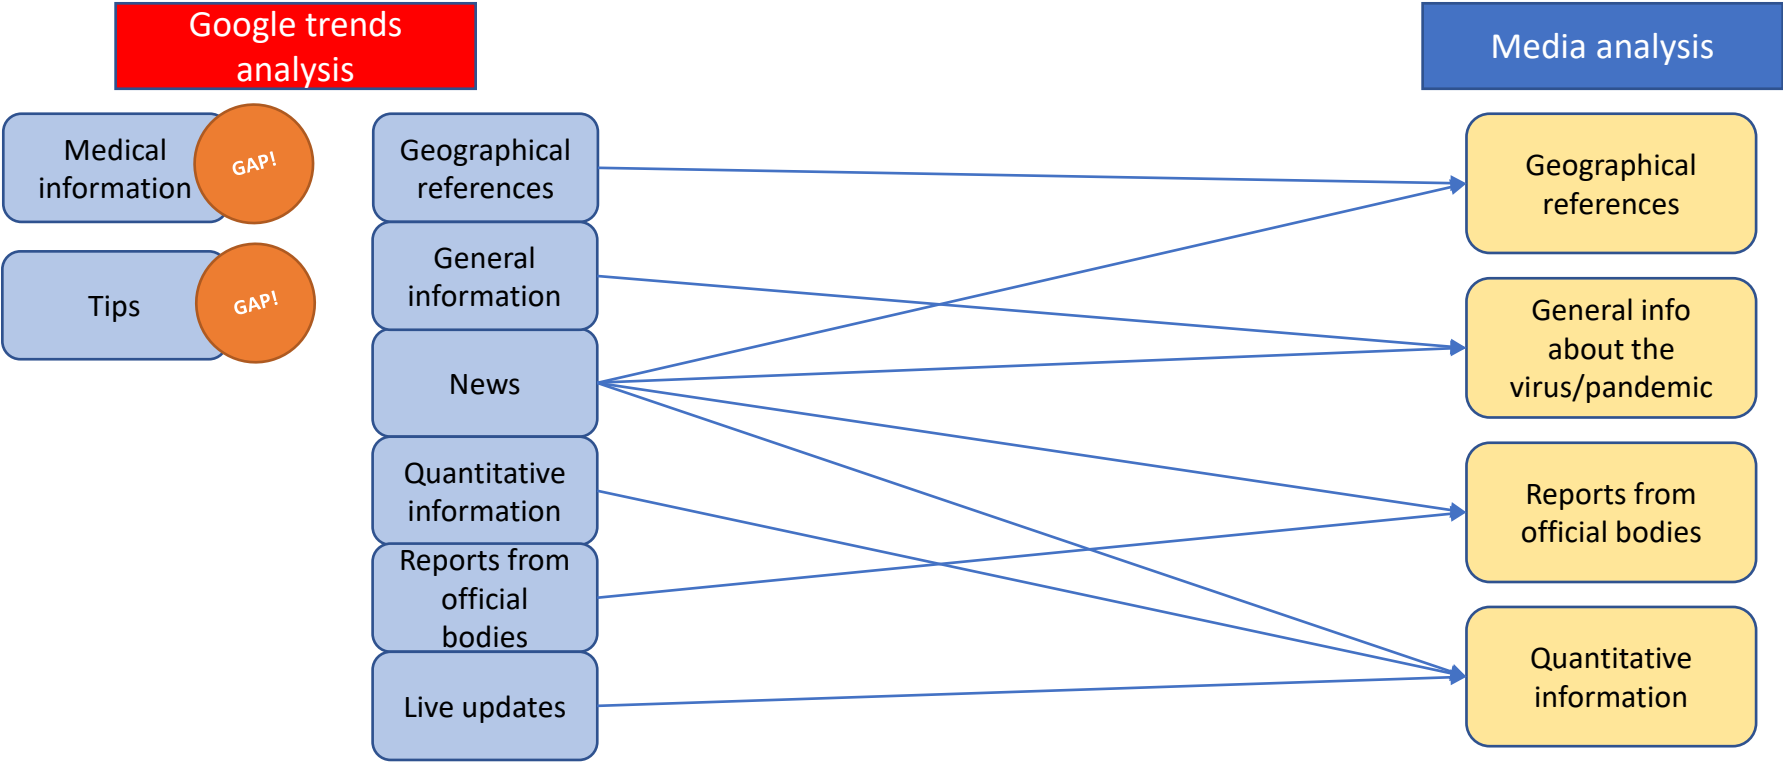 Google trends
analysis
Media analysis
Medical
information
GAP!
Tips
GAP!
Geographical
references
General
information
News
Quantitative
information
Reports from
official
bodies
Live updates
Geographical
references
General info
about the
virus/pandemic
Reports from
official bodies
Quantitative
information